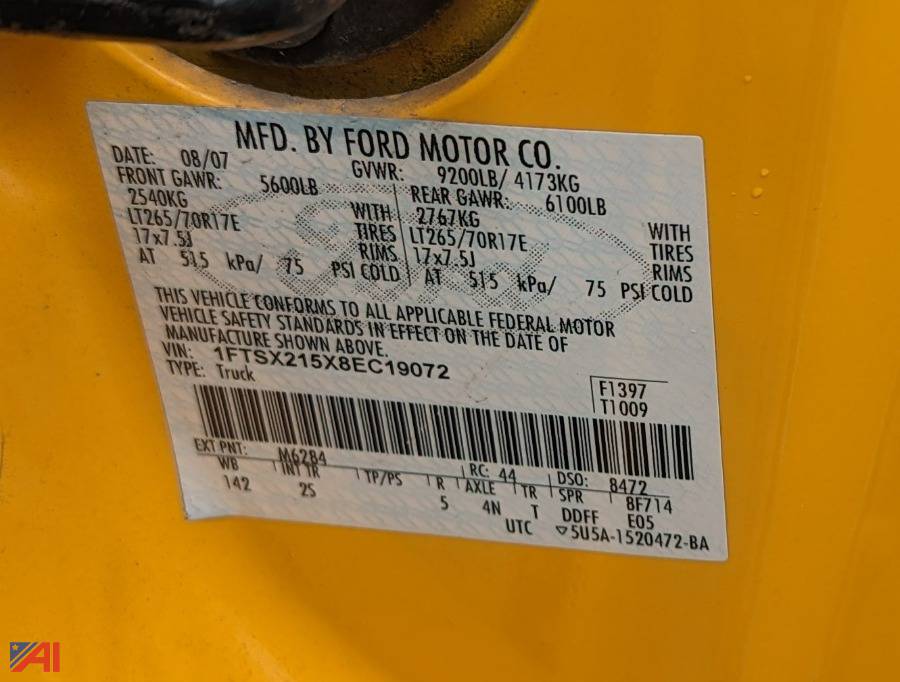 MFD. BY FORD MOTOR CO.
DATE: 08/07 GVWR: 9200LB/ 4173KG
FRONT GAWR: 5600LB REAR GAWR: 6100LB
2540KG WITH 2767KG WITH
LT265/70R17E TIRES LT265/70R17E TIRES
17x7.5J RIMS 17x7.5J RIMS
AT 515 kPa/ 75 PSI COLD AT 515 kPa/ 75 PSI COLD
THIS VEHICLE CONFORMS TO ALL APPLICABLE FEDERAL MOTOR
VEHICLE SAFETY STANDARDS IN EFFECT ON THE DATE OF
MANUFACTURE SHOWN ABOVE.
VIN: 1FTSX215X8EC19072
TYPE: Truck
F1397
T1009
EXT PNT: M6284 RC: 44 DSO: 8472
WB INT TR TP/PS R AXLE TR SPR 8F714
142 2S 5 4N T DDFF E05
UTC ▽5U5A-1520472-BA
AI